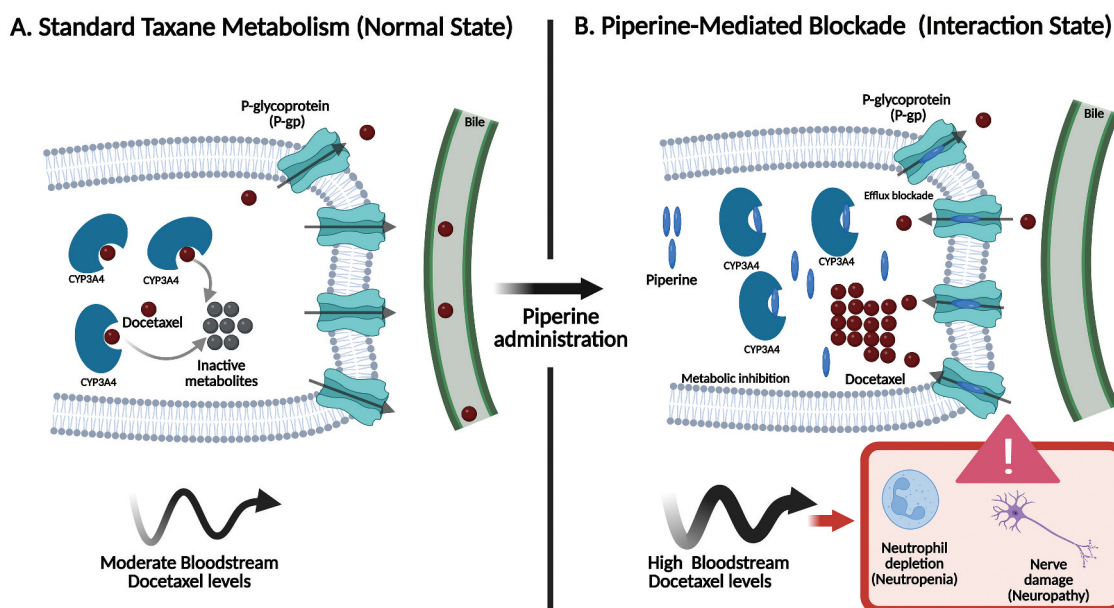 A. Standard Taxane Metabolism (Normal State)
P-glycoprotein
(P-gp)
Bile
CYP3A4
CYP3A4
Docetaxel
CYP3A4
Inactive
metabolites
Moderate Bloodstream
Docetaxel levels
Piperine
administration
B. Piperine-Mediated Blockade (Interaction State)
P-glycoprotein
(P-gp)
Bile
Efflux blockade
Piperine
CYP3A4
CYP3A4
CYP3A4
Metabolic inhibition
Docetaxel
High Bloodstream
Docetaxel levels
!
Neutrophil
depletion
(Neutropenia)
Nerve
damage
(Neuropathy)